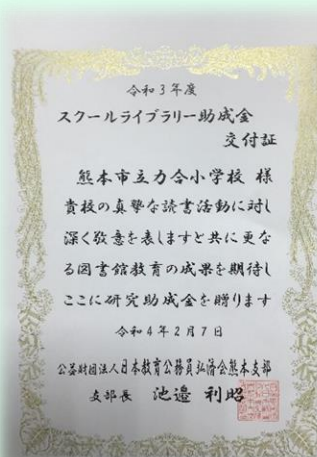 令和3年度
スクールライブラリー助成金
交付証
熊本市立力合小学校 様
貴校の真摯な読書活動に対し
深く敬意を表しますと共に更な
る図書館教育の成果を期待し
ここに研究助成金を贈ります
令和4年2月7日
公益財団法人日本教育公務員弘済会熊本支部
支部長 池邉 利昭